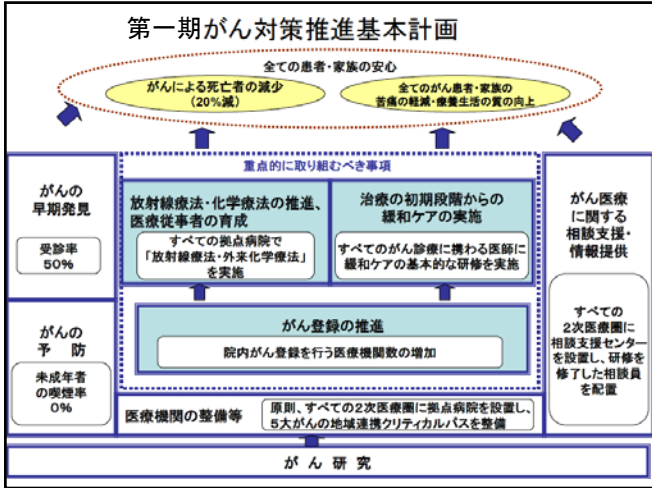 第一期がん対策推進基本計画
全ての患者・家族の安心
がんによる死亡者の減少
（20％減）
全てのがん患者・家族の
苦痛の軽減・療養生活の質の向上
重点的に取り組むべき事項
がんの
早期発見
受診率
50％
放射線療法・化学療法の推進、
医療従事者の育成
すべての拠点病院で
「放射線療法・外来化学療法」
を実施
治療の初期段階からの
緩和ケアの実施
すべてのがん診療に携わる医師に
緩和ケアの基本的な研修を実施
がん医療
に関する
相談支援・
情報提供
すべての
2次医療圏に
相談支援センター
を設置し、研修を
修了した相談員
を配置
がんの
予　防
未成年者
の喫煙率
0％
がん登録の推進
院内がん登録を行う医療機関数の増加
医療機関の整備等
原則、すべての2次医療圏に拠点病院を設置し、
5大がんの地域連携クリティカルパスを整備
がん研究